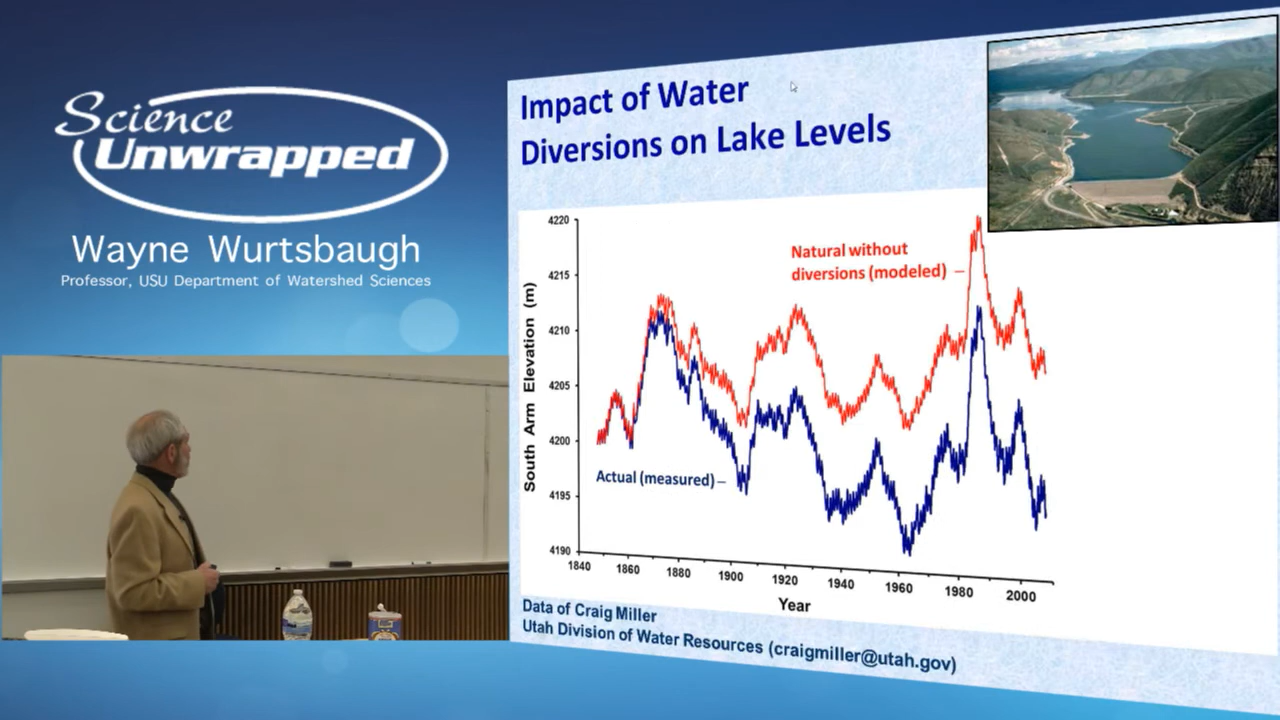 Science
Unwrapped
Wayne Wurtsbaugh
Professor, USU Department of Watershed Sciences
Impact of Water
Diversions on Lake Levels
South Arm Elevation (m)
4220
4215
4210
4205
4200
4195
4190
Natural without
diversions (modeled)
Actual (measured)
1840 1860 1880 1900 1920 1940 1960 1980 2000
Year
Data of Craig Miller
Utah Division of Water Resources (craigmiller@utah.gov)